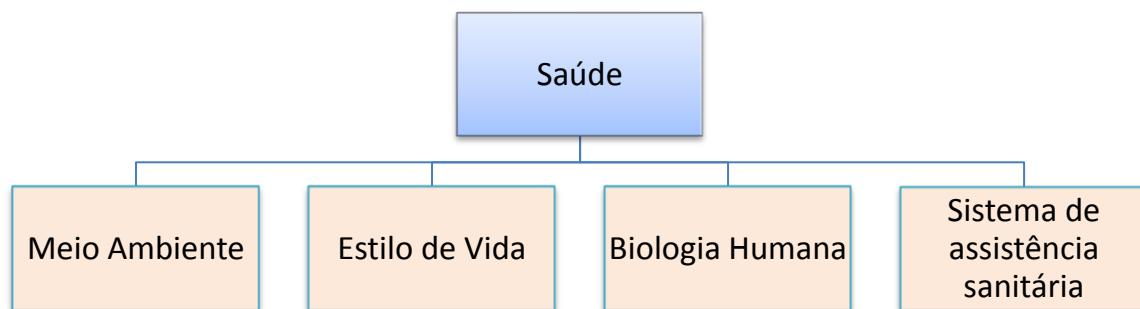 Saúde
Meio Ambiente
Estilo de Vida
Biologia Humana
Sistema de
assistência
sanitária